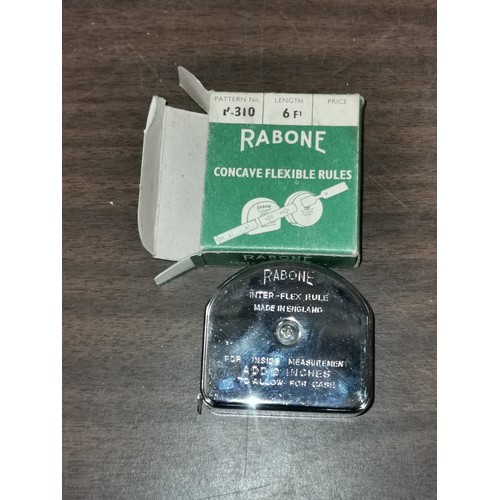 PATTERN No. LENGTH PRICE
P-310 6 Ft
RABONE
CONCAVE FLEXIBLE RULES
RABONE
INTER-FLEX RULE
MADE IN ENGLAND
FOR INSIDE MEASUREMENT
ADD 2 INCHES
TO ALLOW FOR CASE